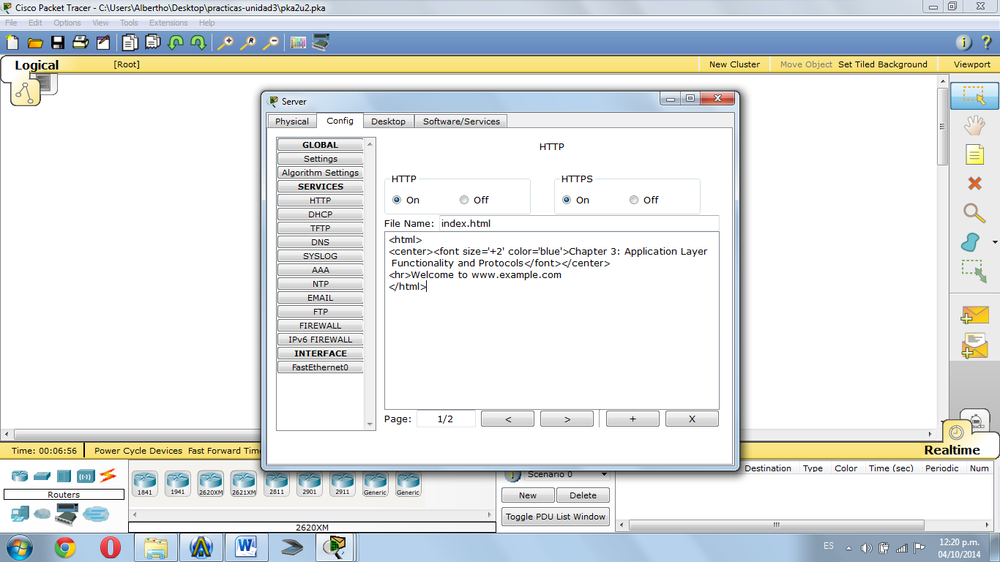 Cisco Packet Tracer - C:\Users\Albertho\Desktop\practicas-unidad3\pka2u2.pka
File Edit Options View Tools Extensions Help
Logical [Root] New Cluster Move Object Set Tiled Background Viewport
Server
Physical Config Desktop Software/Services
GLOBAL
Settings
Algorithm Settings
SERVICES
HTTP
DHCP
TFTP
DNS
SYSLOG
AAA
NTP
EMAIL
FTP
FIREWALL
IPv6 FIREWALL
INTERFACE
FastEthernet0
HTTP
HTTP HTTPS
On Off On Off
File Name: index.html
<html>
<center><font size='+2' color='blue'>Chapter 3: Application Layer
Functionality and Protocols</font></center>
<hr>Welcome to www.example.com
</html>
Page: 1/2 < > + X
Time: 00:06:56 Power Cycle Devices Fast Forward Time Realtime
Routers
1841 1941 2620XM 2621XM 2811 2901 2911 Generic Generic
2620XM
Scenario 0
New Delete
Toggle PDU List Window
Destination Type Color Time (sec) Periodic Num
ES 12:20 p.m.
04/10/2014